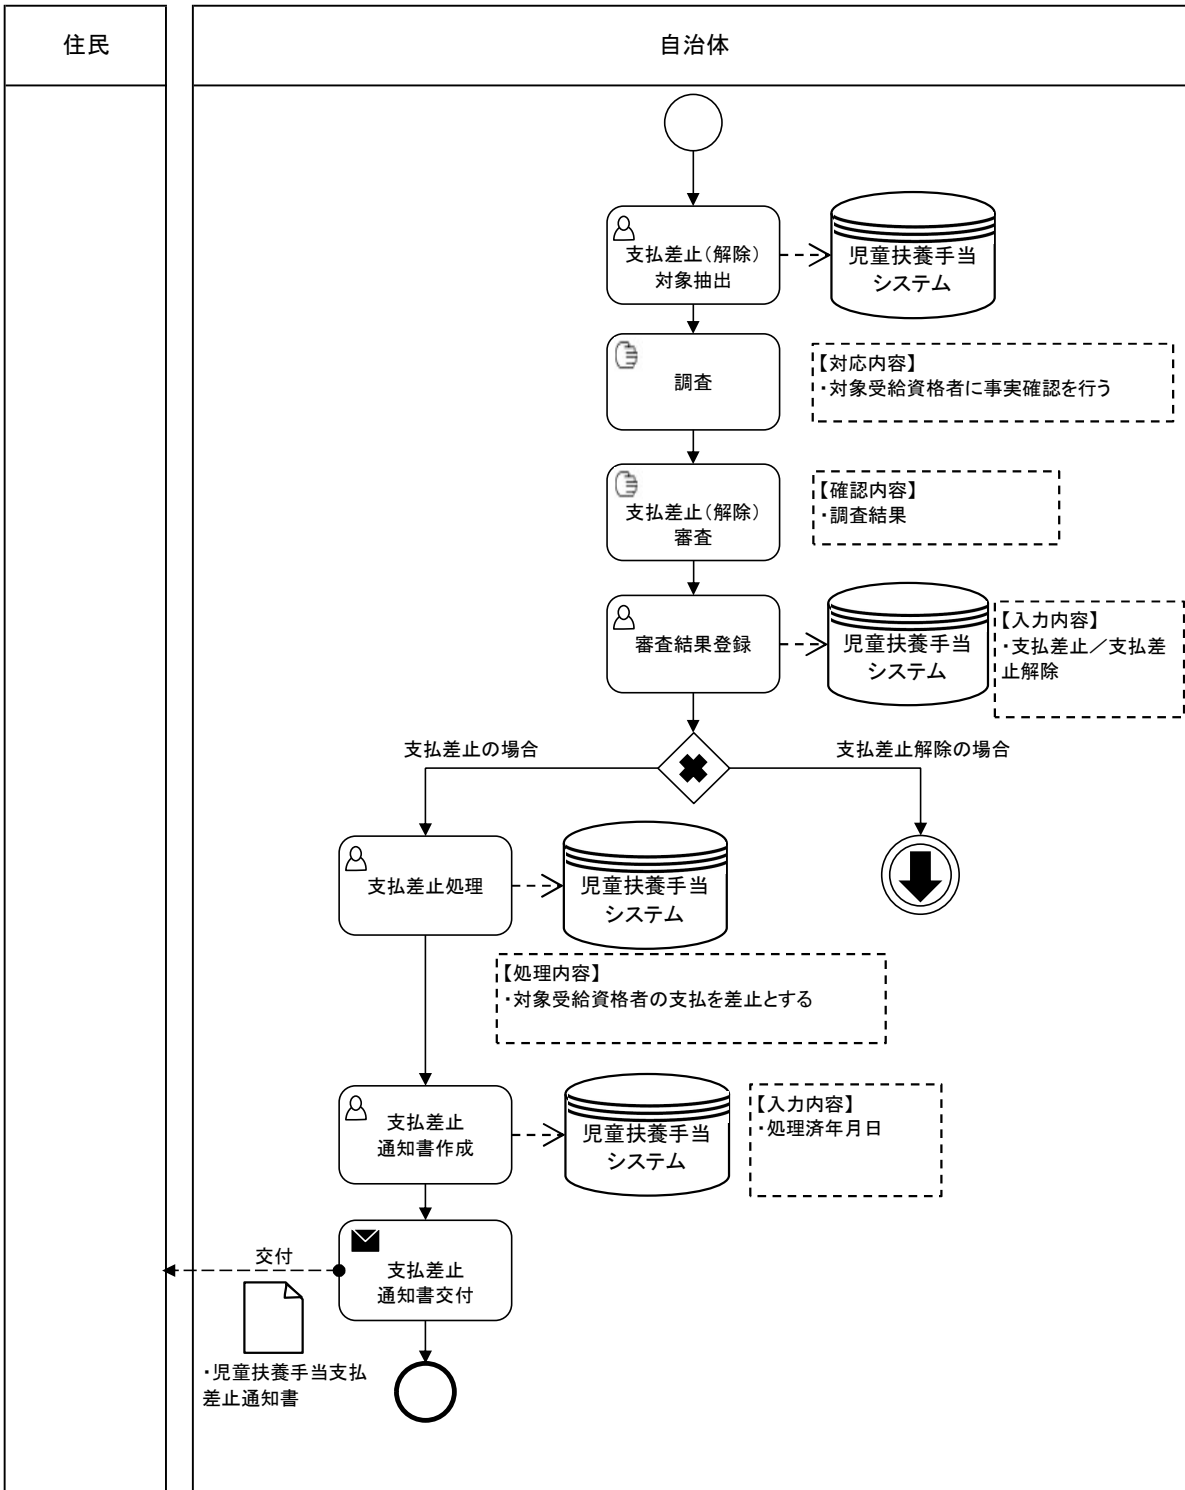 住民
自治体
支払差止（解除）
対象抽出
児童扶養手当
システム
調査
【対応内容】
・対象受給資格者に事実確認を行う
支払差止（解除）
審査
【確認内容】
・調査結果
審査結果登録
児童扶養手当
システム
【入力内容】
・支払差止／支払差
止解除
支払差止の場合
支払差止解除の場合
支払差止処理
児童扶養手当
システム
【処理内容】
・対象受給資格者の支払を差止とする
支払差止
通知書作成
児童扶養手当
システム
【入力内容】
・処理済年月日
交付
支払差止
通知書交付
・児童扶養手当支払
差止通知書